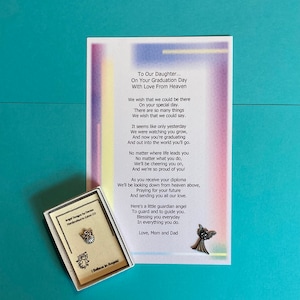 To Our Daughter...
On Your Graduation Day
With Love From Heaven
We wish that we could be there
On your special day
There are so many things
We wish that we could say.
It seems like only yesterday
We were watching you grow,
And now you're graduating
And out into the world you'll go.
No matter where life leads you
No matter what you do,
We'll be cheering you on,
And we're so proud of you!
As you receive your diploma
We'll be looking down from heaven above,
Praying for your future
And sending you all our love.
Here's a little guardian angel
To guard and to guide you.
Blessing you everyday
In everything you do.
Love, Mom and Dad